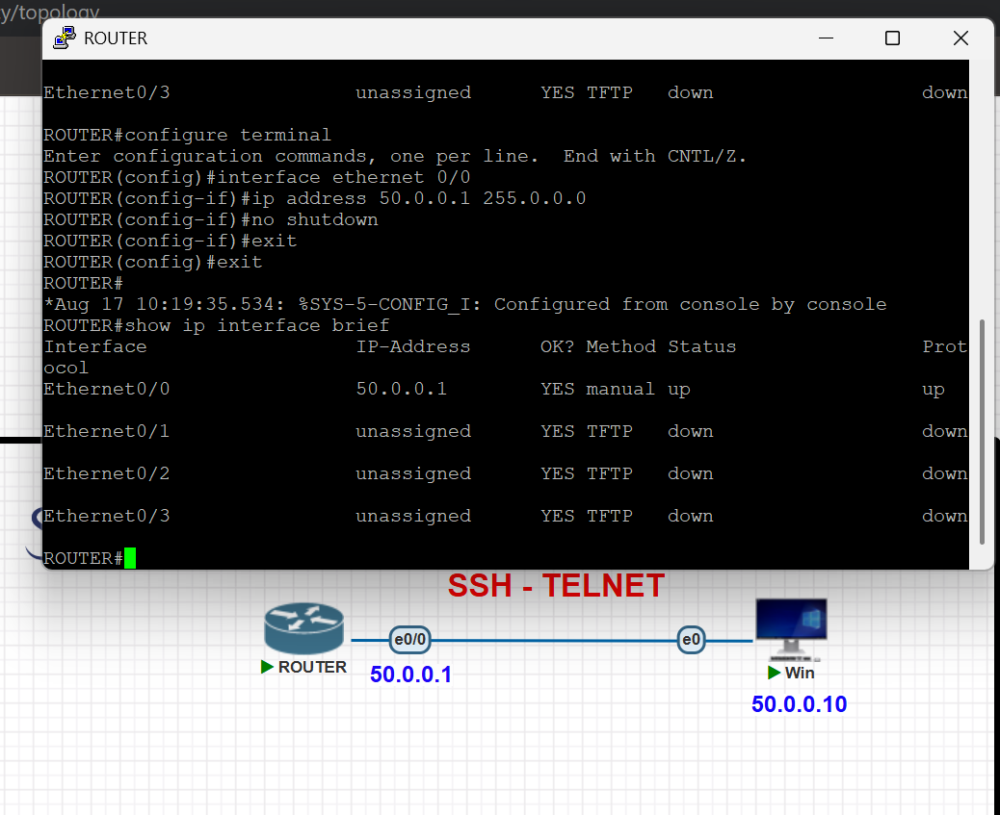 y/topology
ROUTER
Ethernet0/3 unassigned YES TFTP down down
ROUTER#configure terminal
Enter configuration commands, one per line. End with CNTL/Z.
ROUTER(config)#interface ethernet 0/0
ROUTER(config-if)#ip address 50.0.0.1 255.0.0.0
ROUTER(config-if)#no shutdown
ROUTER(config-if)#exit
ROUTER(config)#exit
ROUTER#
*Aug 17 10:19:35.534: %SYS-5-CONFIG_I: Configured from console by console
ROUTER#show ip interface brief
Interface IP-Address OK? Method Status Prot
ocol
Ethernet0/0 50.0.0.1 YES manual up up
Ethernet0/1 unassigned YES TFTP down down
Ethernet0/2 unassigned YES TFTP down down
Ethernet0/3 unassigned YES TFTP down down
ROUTER#
SSH - TELNET
e0/0 e0
ROUTER Win
50.0.0.1
50.0.0.10